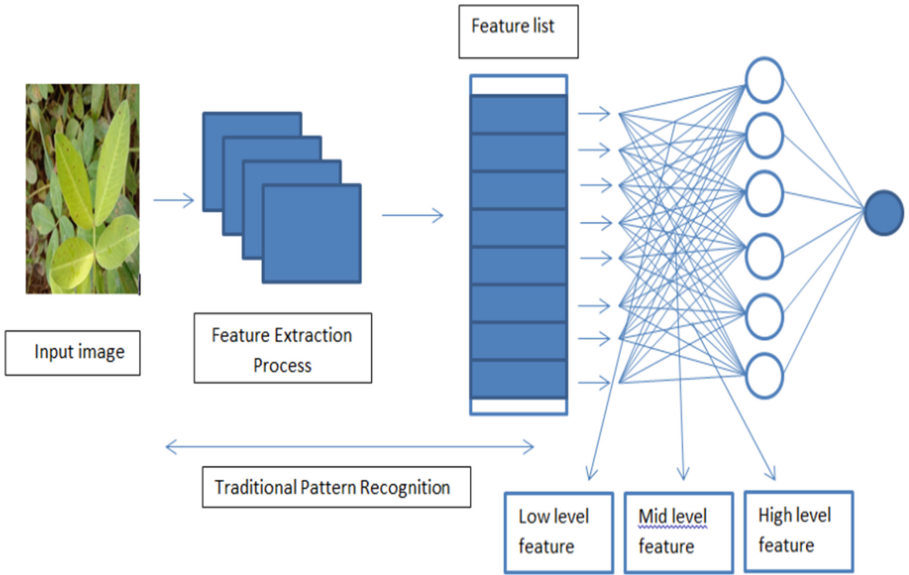 Feature list
Input image
Feature Extraction
Process
Traditional Pattern Recognition
Low level
feature
Mid level
feature
High level
feature